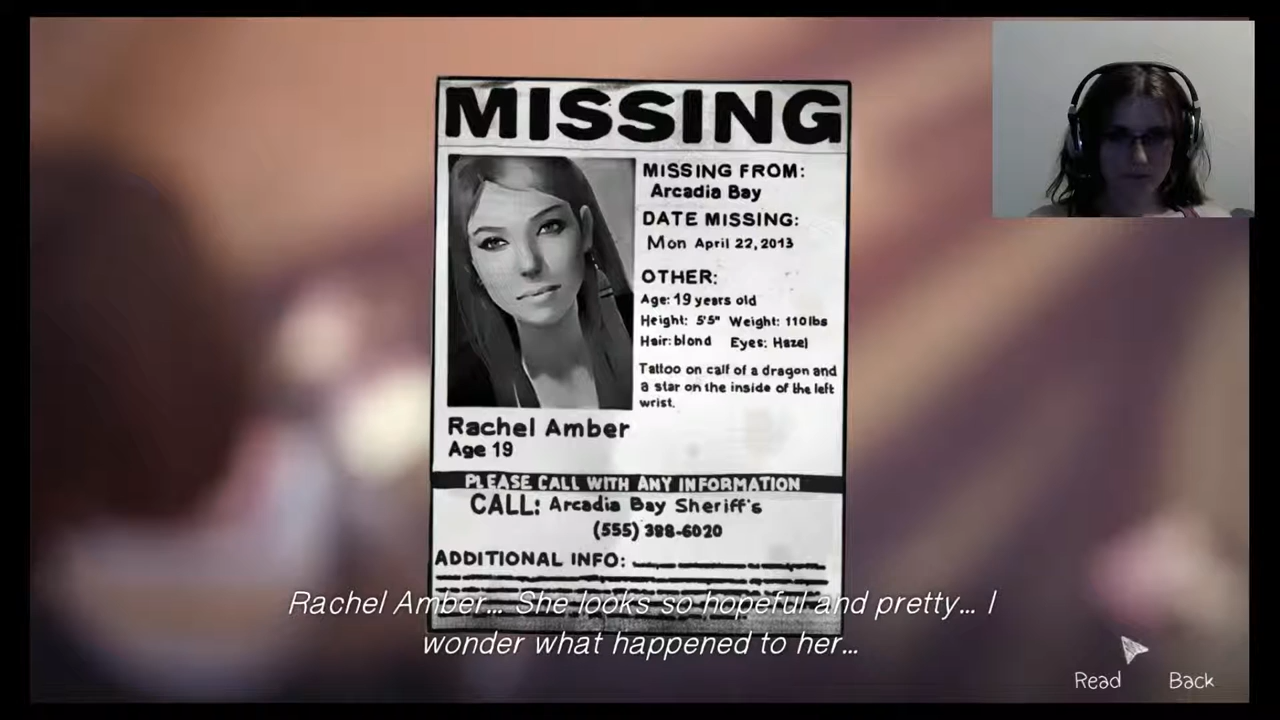 MISSING
MISSING FROM:
Arcadia Bay
DATE MISSING:
Mon April 22, 2013
OTHER:
Age: 19 years old
Height: 5'5" Weight: 110lbs
Hair: blond Eyes: Hazel
Tattoo on calf of a dragon and
a star on the inside of the left
wrist.
Rachel Amber
Age 19
PLEASE CALL WITH ANY INFORMATION
CALL: Arcadia Bay Sheriff's
(555) 398-6020
ADDITIONAL INFO:
Rachel Amber... She looks so hopeful and pretty... I
wonder what happened to her...
Read Back